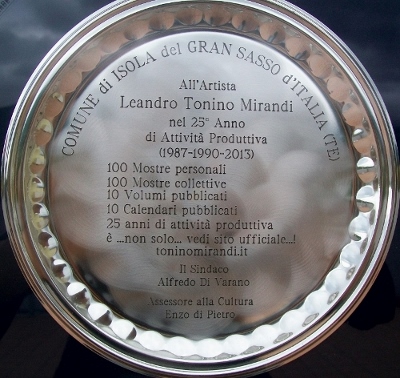 COMUNE di ISOLA del GRAN SASSO d'ITALIA (TE)
All'Artista
Leandro Tonino Mirandi
nel 25° Anno
di Attività Produttiva
(1987-1990-2013)
100 Mostre personali
100 Mostre collettive
10 Volumi pubblicati
10 Calendari pubblicati
25 anni di attività produttiva
è ...non solo... vedi sito ufficiale...!
toninomirandi.it
Il Sindaco
Alfredo Di Varano
Assessore alla Cultura
Enzo di Pietro